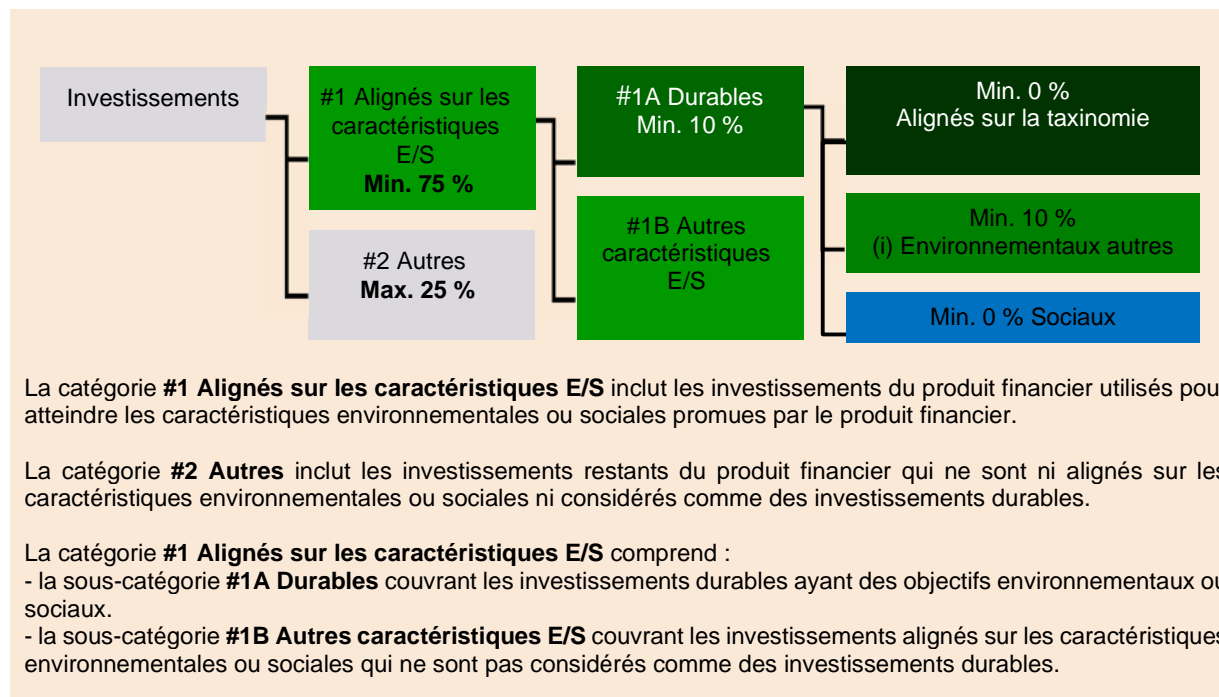 Investissements
#1 Alignés sur les
caractéristiques
E/S
Min. 75 %
#2 Autres
Max. 25 %
#1A Durables
Min. 10 %
#1B Autres
caractéristiques
E/S
Min. 0 %
Alignés sur la taxinomie
Min. 10 %
(i) Environnementaux autres
Min. 0 % Sociaux
La catégorie #1 Alignés sur les caractéristiques E/S inclut les investissements du produit financier utilisés pou
atteindre les caractéristiques environnementales ou sociales promues par le produit financier.
La catégorie #2 Autres inclut les investissements restants du produit financier qui ne sont ni alignés sur les
caractéristiques environnementales ou sociales ni considérés comme des investissements durables.
La catégorie #1 Alignés sur les caractéristiques E/S comprend :
- la sous-catégorie #1A Durables couvrant les investissements durables ayant des objectifs environnementaux ou
sociaux.
- la sous-catégorie #1B Autres caractéristiques E/S couvrant les investissements alignés sur les caractéristiques
environnementales ou sociales qui ne sont pas considérés comme des investissements durables.